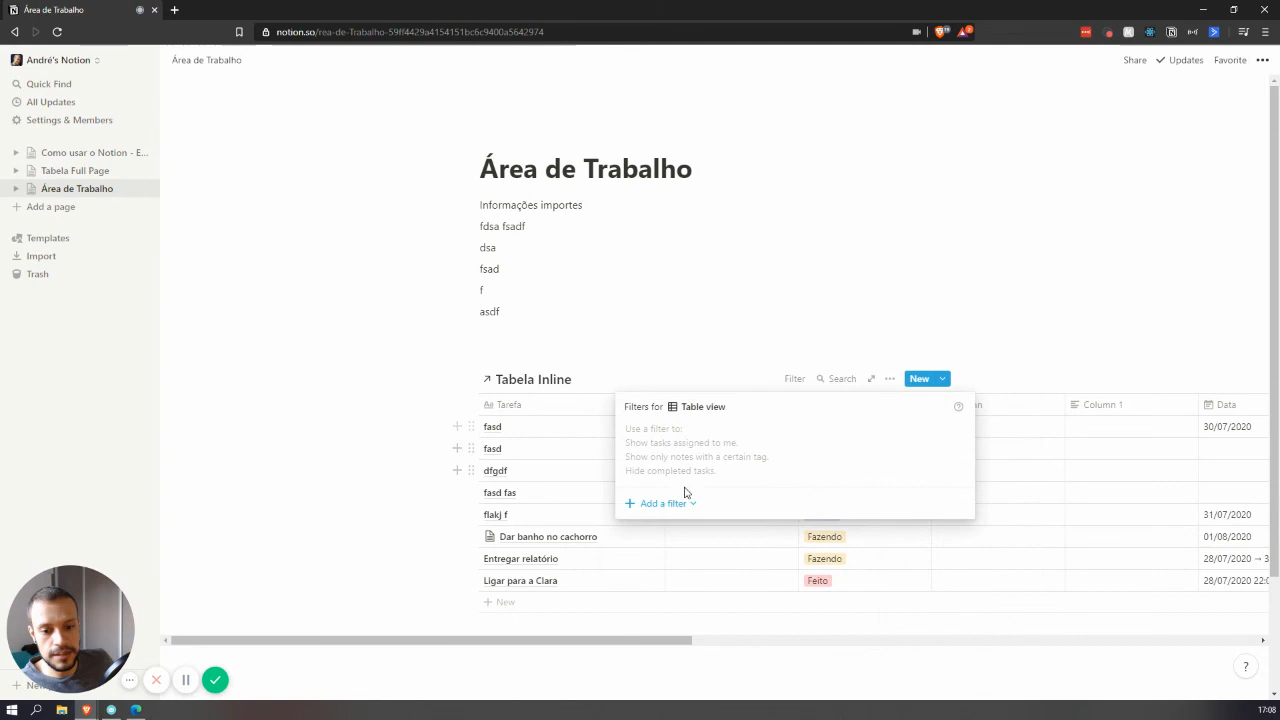 Área de Trabalho
notion.so/rea-de-Trabalho-59ff4429a4154151bc6c9400a5642974
André's Notion
Área de Trabalho
Share
Updates
Favorite
Quick Find
All Updates
Settings & Members
Como usar o Notion - E...
Tabela Full Page
Área de Trabalho
Add a page
Templates
Import
Trash
Área de Trabalho
Informações importes
fdsa fsadf
dsa
fsad
f
asdf
Tabela Inline
Filter
Search
New
Tarefa
Column 1
Data
Filters for Table view
Use a filter to:
Show tasks assigned to me.
Show only notes with a certain tag.
Hide completed tasks.
Add a filter
fasd
30/07/2020
fasd
dfgdf
fasd fas
flakj f
31/07/2020
Dar banho no cachorro
Fazendo
01/08/2020
Entregar relatório
Fazendo
28/07/2020 → 3
Ligar para a Clara
Feito
28/07/2020 22:0
New
?
17:08